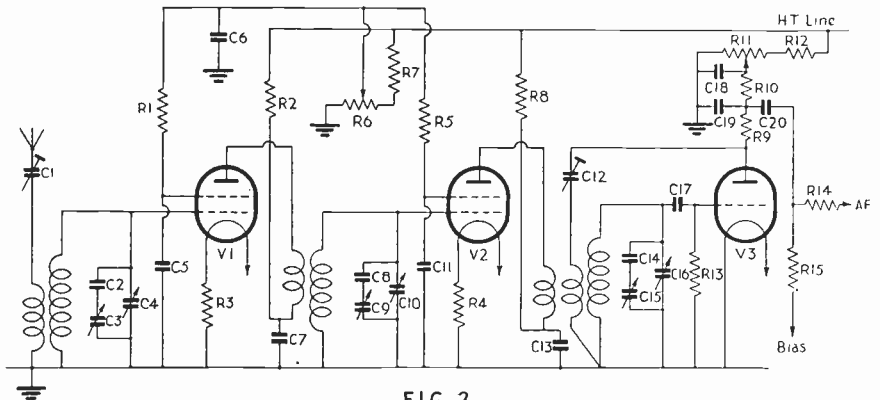 HT Line
R11
R12
C6
C18
R10
R7
R1
R2
R8
R6
R5
C19
C20
R9
C1
C12
C17
R14
AF
V1
V2
V3
C2
C5
C8
C11
C14
C16
R13
R15
C3
C4
R3
C9
C10
R4
C15
C7
C13
Bias
FIG 2